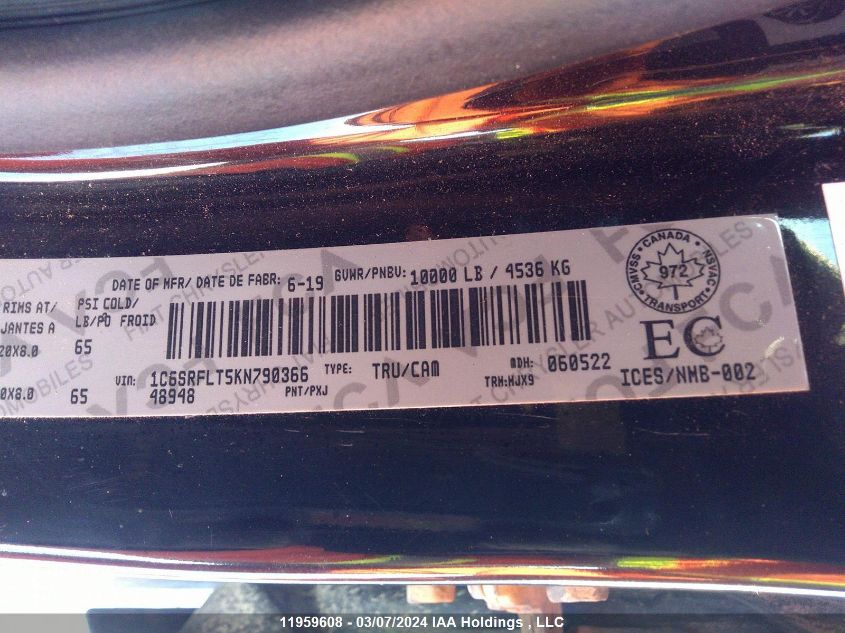 DATE OF MFR/ DATE DE FABR: 6-19 GVWR/PNBV: 10000 LB / 4536 KG
RIMS AT/ PSI COLD/
JANTES A LB/PO FROID
20X8.0 65
0X8.0 65
VIN: 1C6SRFLT5KN790366 TYPE: TRU/CAM MDH: 060522
48948 PNT/PXJ TRM:MJX9
CMVSS · CANADA · NSVAC
972
TRANSPORT
EC
ICES/NMB-002
11959608 - 03/07/2024 IAA Holdings , LLC